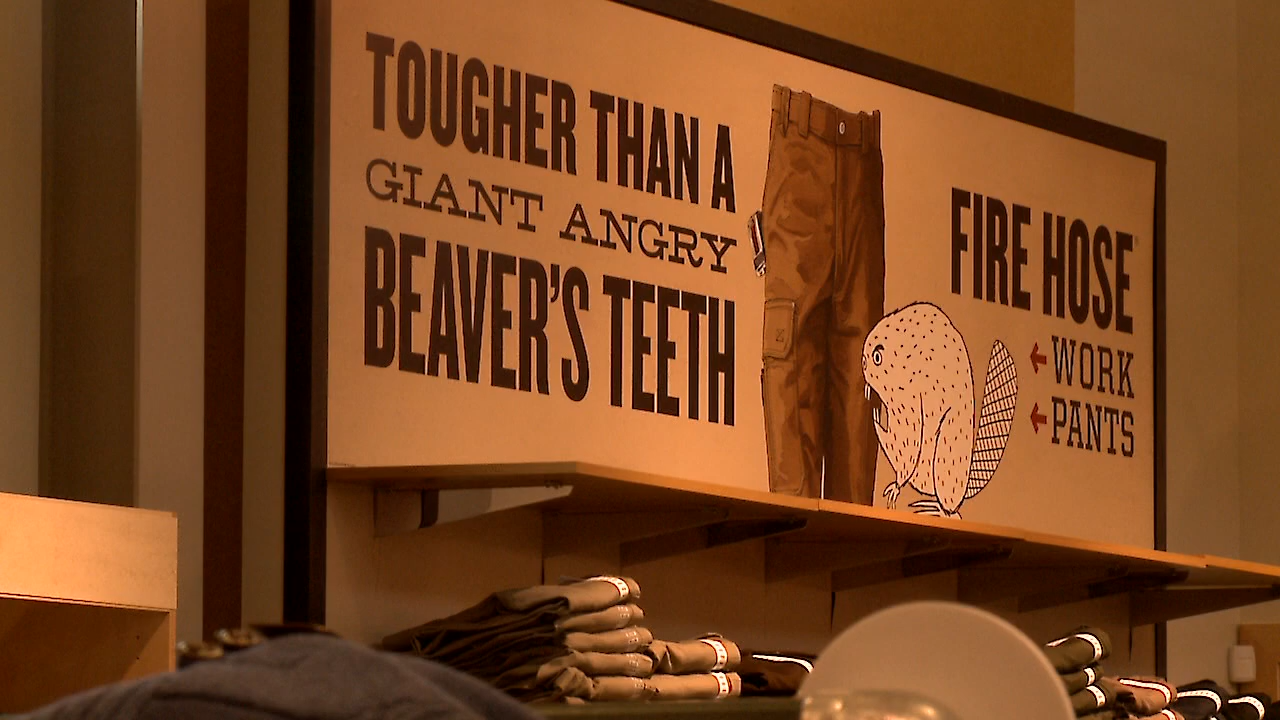 TOUGHER THAN A
GIANT ANGRY
BEAVER'S TEETH
FIRE HOSE
WORK
PANTS